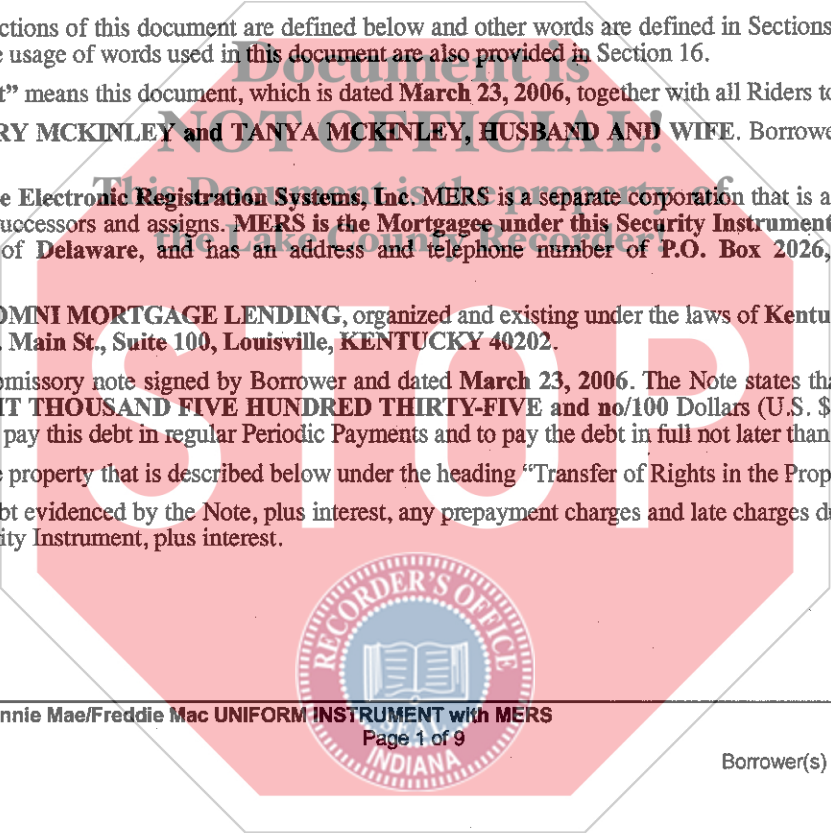 ctions of this document are defined below and other words are defined in Sections
e usage of words used in this document are also provided in Section 16.
Document is
t” means this document, which is dated March 23, 2006, together with all Riders to
NOT OFFICIAL!
RY MCKINLEY and TANYA MCKINLEY, HUSBAND AND WIFE. Borrowe
This Document is the property of
e Electronic Registration Systems, Inc. MERS is a separate corporation that is a
uccessors and assigns. MERS is the Mortgagee under this Security Instrument
the Lake County Recorder!
of Delaware, and has an address and telephone number of P.O. Box 2026,
OMNI MORTGAGE LENDING, organized and existing under the laws of Kentu
. Main St., Suite 100, Louisville, KENTUCKY 40202.
omissory note signed by Borrower and dated March 23, 2006. The Note states tha
IT THOUSAND FIVE HUNDRED THIRTY-FIVE and no/100 Dollars (U.S. $
pay this debt in regular Periodic Payments and to pay the debt in full not later than
STOP
e property that is described below under the heading “Transfer of Rights in the Prop
bt evidenced by the Note, plus interest, any prepayment charges and late charges d
ity Instrument, plus interest.
RECORDER'S OFFICE
SEAL
INDIANA
nnie Mae/Freddie Mac UNIFORM INSTRUMENT with MERS
Page 1 of 9
Borrower(s)